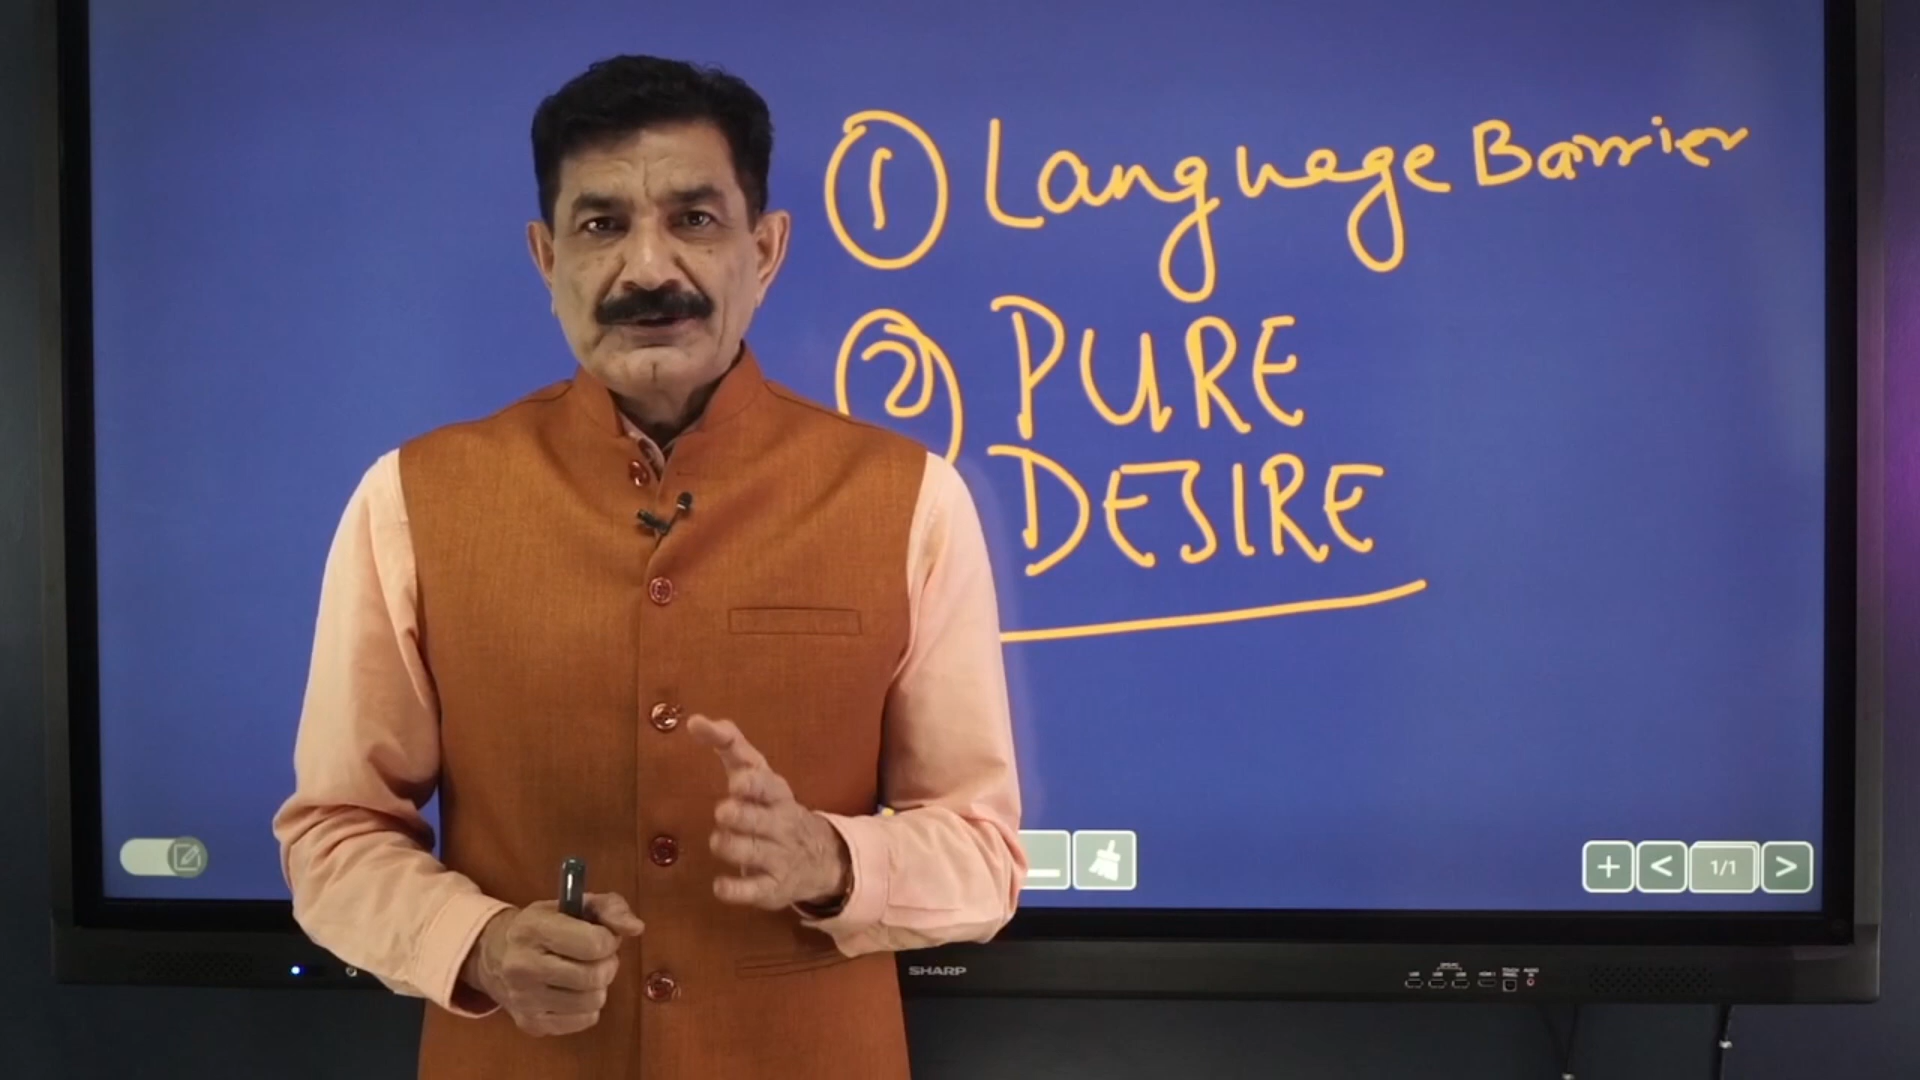 ① Language Barrier
② PURE
DESIRE
+ < 1/1 >
SHARP